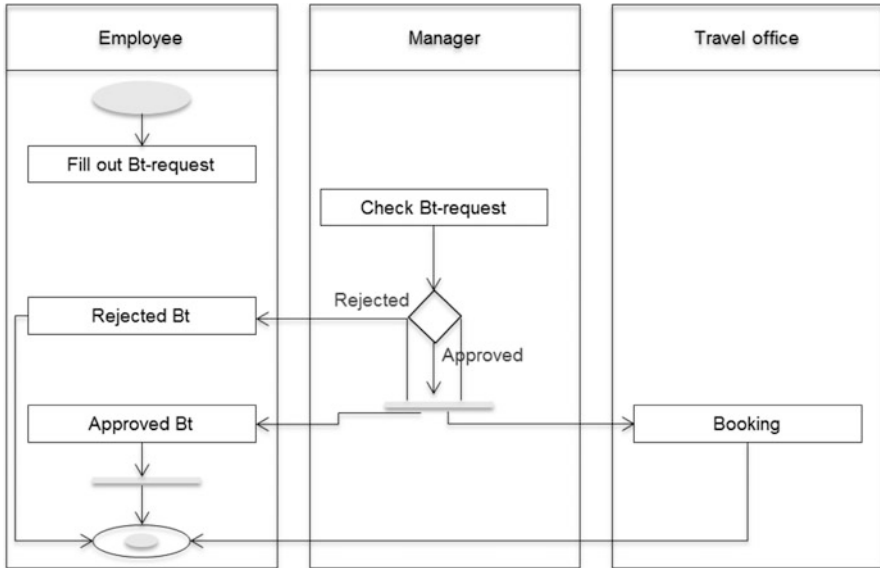 Employee
Manager
Travel office
Fill out Bt-request
Check Bt-request
Rejected
Rejected Bt
Approved
Approved Bt
Booking